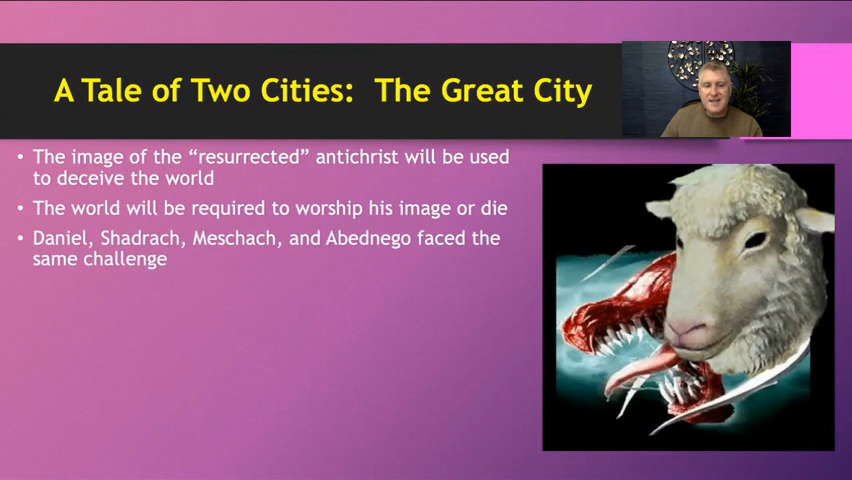 A Tale of Two Cities:  The Great City
• The image of the “resurrected” antichrist will be used
to deceive the world
• The world will be required to worship his image or die
• Daniel, Shadrach, Meschach, and Abednego faced the
same challenge